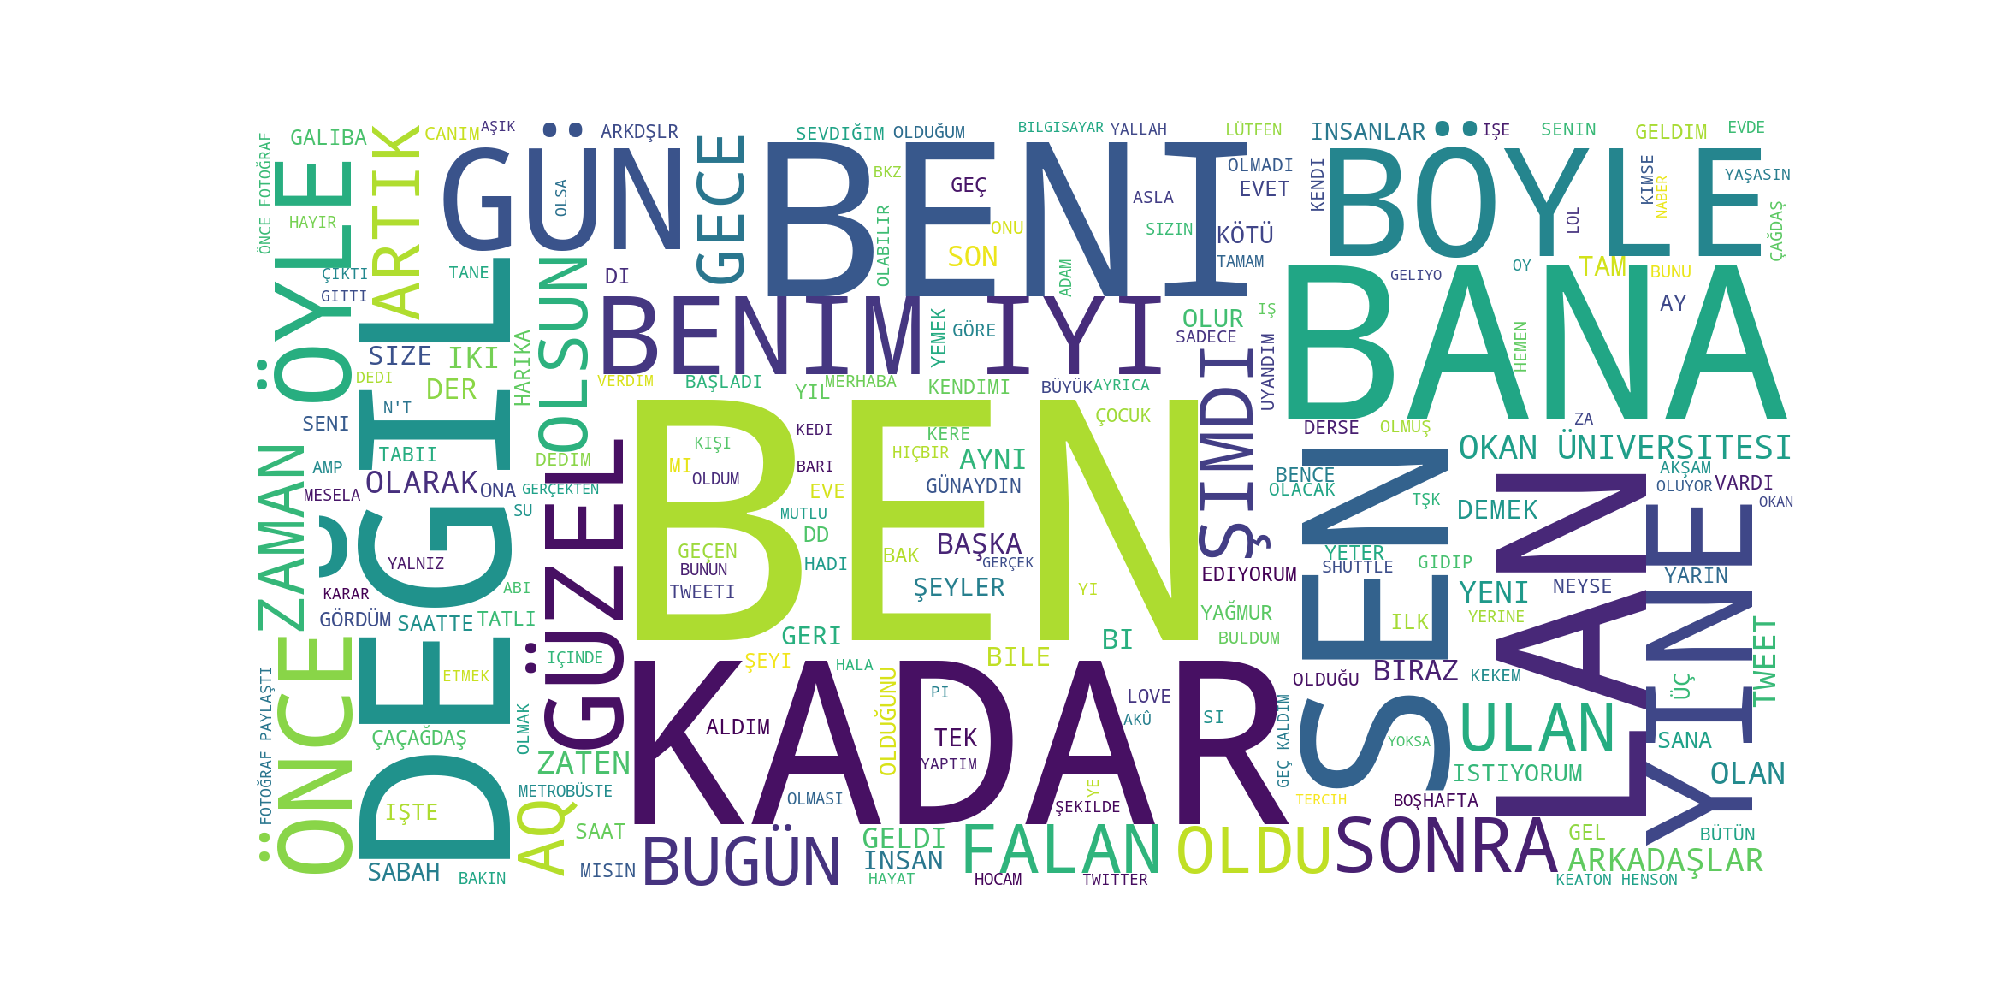 GALIBA
ARTIK
CANIM
AŞIK
GÜN
ARKDŞLR
GECE
SEVDIĞIM
OLDUĞUM
BENI
BILGISAYAR
YALLAH
LÜTFEN
INSANLAR
IŞE
SENIN
GELDIM
EVDE
ÖNCE FOTOĞRAF
ÖYLE
HAYIR
OLSA
BKZ
GEÇ
ASLA
OLMADI
EVET
KENDI
BÖYLE
KIMSE
NABER
YAŞASIN
LOL
ÇAĞDAŞ
OLABILIR
ONU
SON
SIZIN
KÖTÜ
TAMAM
ADAM
ÇIKTI
GITTI
TANE
OLSUN
DI
BENIM
IYI
GELIYO
OY
TAM
BUNU
AY
BANA
HEMEN
SIZE
IKI
DEDI
DER
HARIKA
YEMEK
GÖRE
OLUR
SADECE
IŞ
UYANDIM
VERDIM
BAŞLADI
YIL
MERHABA
KENDIMI
BÜYÜK
AYRICA
ŞIMDI
N'T
SENI
DEĞIL
ZAMAN
TABII
DEDIM
GÜZEL
BEN
KIŞI
MI
OLDUM
KEDI
BARI
KERE
HIÇBIR
AYNI
ÇOCUK
DERSE
OLMUŞ
ZA
OKAN ÜNIVERSITESI
AMP
MESELA
OLARAK
ONA
GERÇEKTEN
SU
EVE
MUTLU
DD
GÜNAYDIN
BENCE
OLACAK
SEN
TŞK
DEMEK
AKŞAM
OLUYOR
VARDI
OKAN
LAN
YINE
YALNIZ
KARAR
GÖRDÜM
SAATTE
TATLI
ABI
GEÇEN
BUNUN
TWEETI
HADI
BAK
BAŞKA
GERÇEK
ŞEYLER
YI
EDIYORUM
YETER
SHUTTLE
GIDIP
YENI
NEYSE
YARIN
YAĞMUR
BULDUM
ILK
YERINE
ÖNCE
FOTOĞRAF PAYLAŞTI
ETMEK
IÇINDE
GERI
ŞEYI
HALA
BILE
BI
OLDUĞU
BIRAZ
KEKEM
ÜÇ
TWEET
ÇAÇAĞDAŞ
OLMAK
ZATEN
KADAR
ALDIM
OLDUĞUNU
PI
TEK
YAPTIM
LOVE
AKÛ
SI
GEÇ KALDIM
YOKSA
ULAN
SANA
ISTIYORUM
OLAN
METROBÜSTE
OLMASI
YE
ŞEKILDE
TERCIH
BOŞHAFTA
IŞTE
AQ
SAAT
BUGÜN
GELDI
FALAN
OLDU
SONRA
GEL
BÜTÜN
SABAH
BAKIN
MISIN
INSAN
HAYAT
HOCAM
TWITTER
ARKADAŞLAR
KEATON HENSON